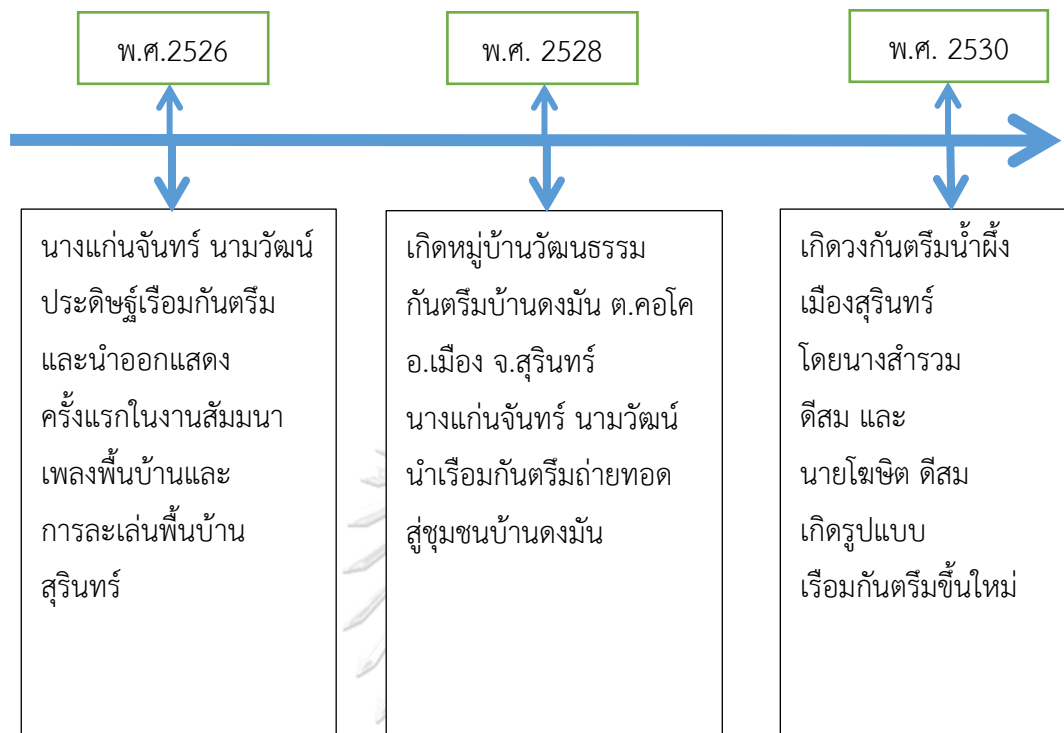 พ.ศ.2526
พ.ศ. 2528
พ.ศ. 2530
นางแก่นจันทร์ นามวัฒน์
ประดิษฐ์เรือมกันตรึม
และนำออกแสดง
ครั้งแรกในงานสัมมนา
เพลงพื้นบ้านและ
การละเล่นพื้นบ้าน
สุรินทร์
เกิดหมู่บ้านวัฒนธรรม
กันตรึมบ้านดงมัน ต.คอโค
อ.เมือง จ.สุรินทร์
นางแก่นจันทร์ นามวัฒน์
นำเรือมกันตรึมถ่ายทอด
สู่ชุมชนบ้านดงมัน
เกิดวงกันตรึมน้ำผึ้ง
เมืองสุรินทร์
โดยนางสำรวม
ดีสม และ
นายโฆษิต ดีสม
เกิดรูปแบบ
เรือมกันตรึมขึ้นใหม่